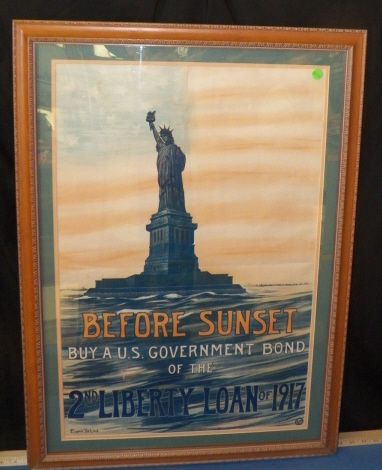 BEFORE SUNSET
BUY A U.S. GOVERNMENT BOND
OF THE
2ND LIBERTY LOAN OF 1917